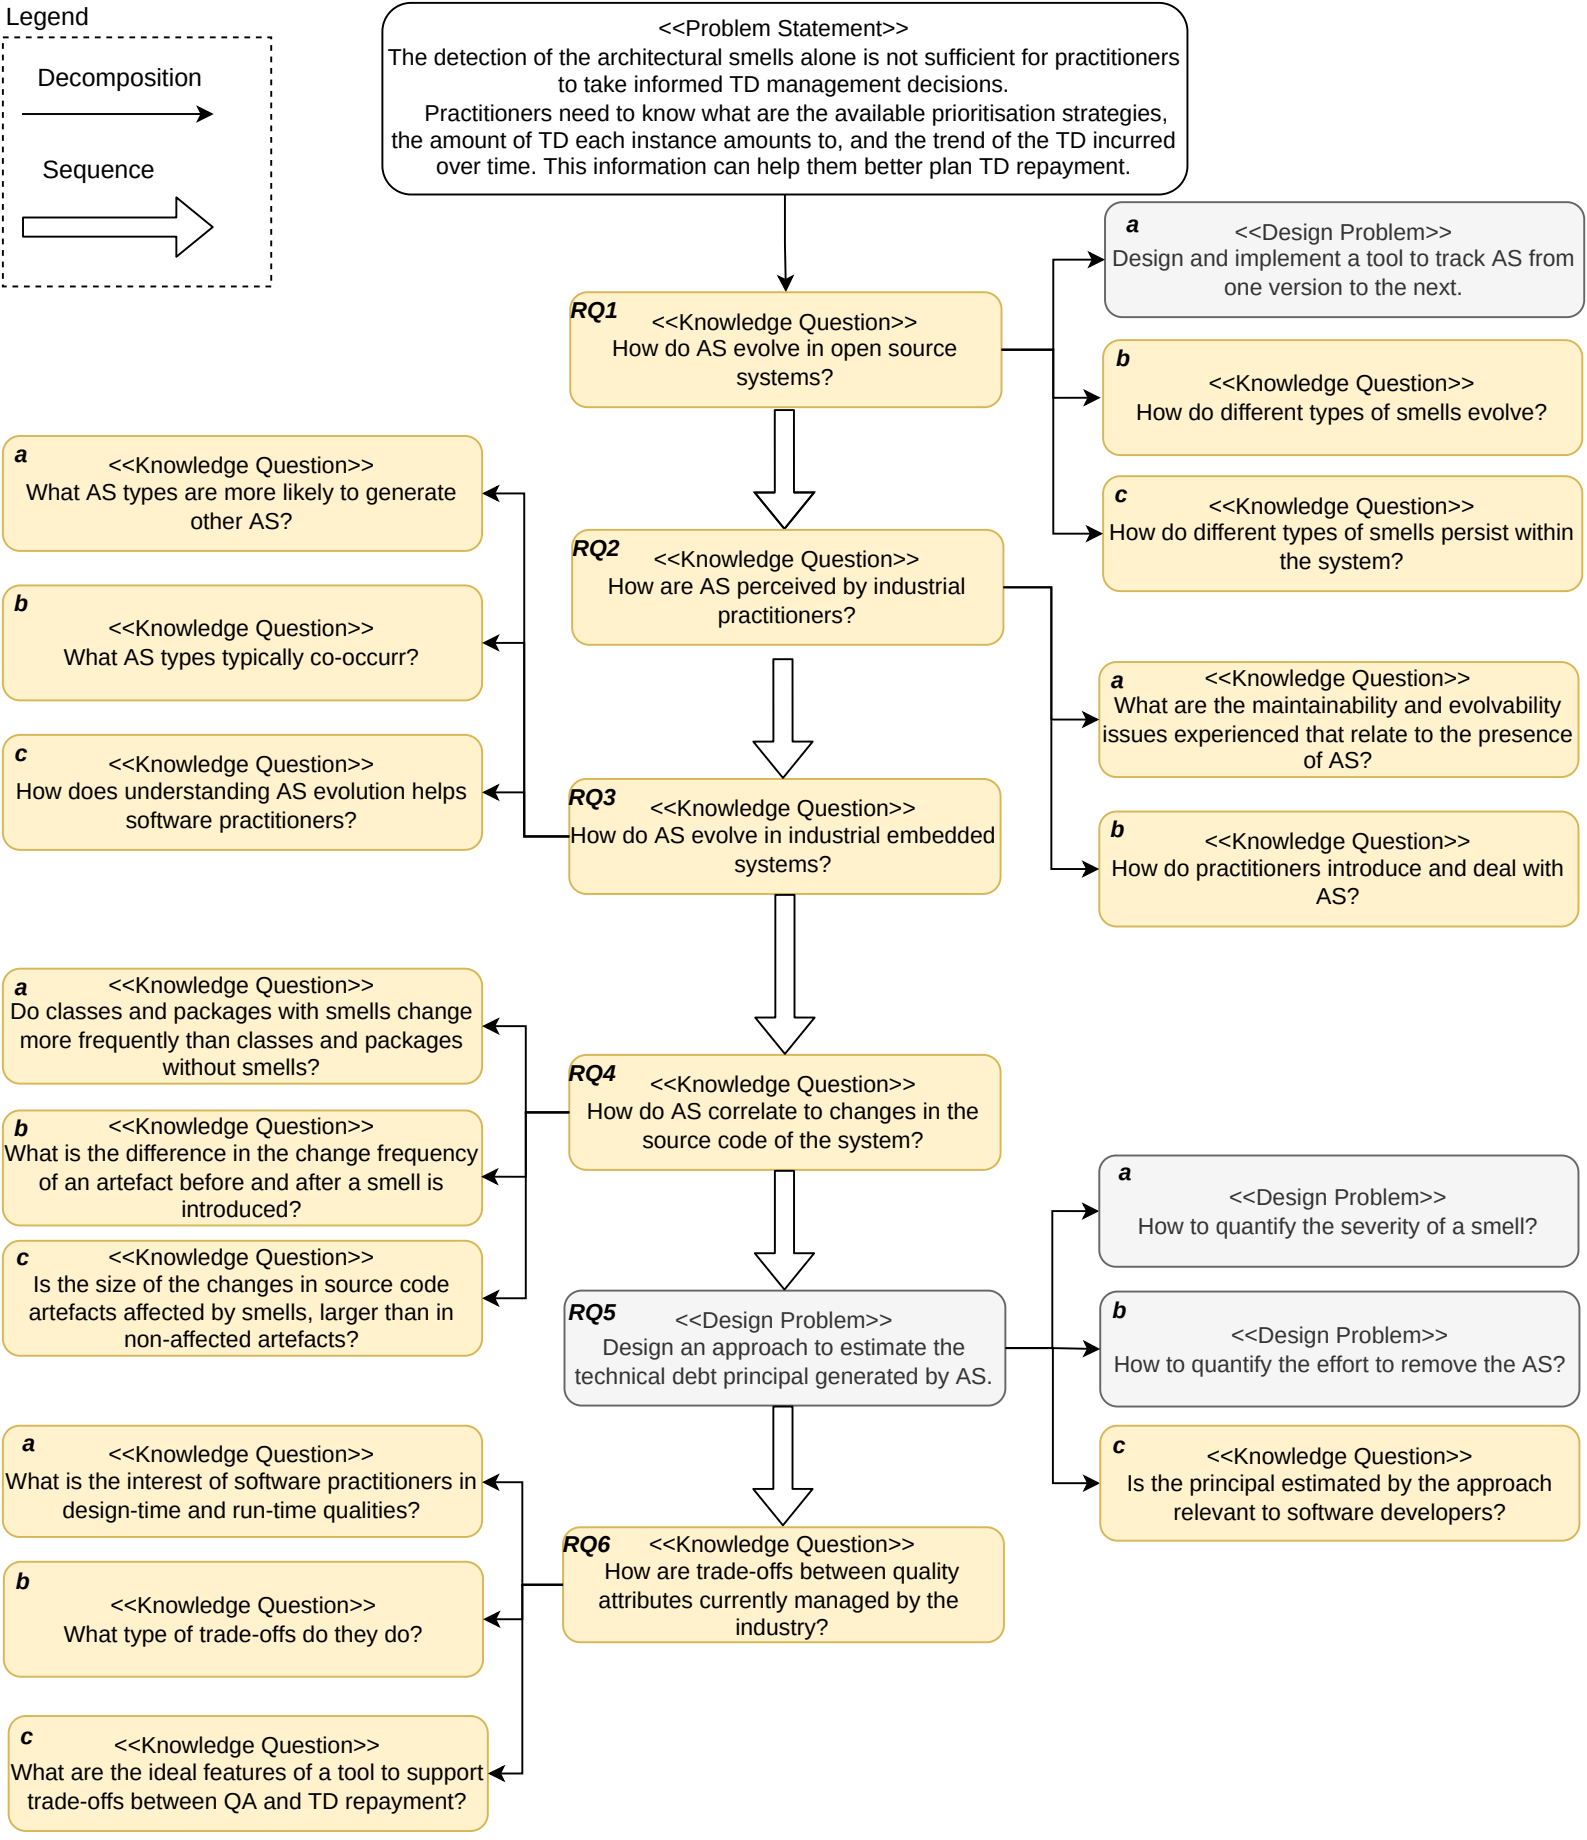 Legend
Decomposition
Sequence
<<Problem Statement>>
The detection of the architectural smells alone is not sufficient for practitioners
to take informed TD management decisions.
Practitioners need to know what are the available prioritisation strategies,
the amount of TD each instance amounts to, and the trend of the TD incurred
over time. This information can help them better plan TD repayment.
RQ1
<<Knowledge Question>>
How do AS evolve in open source
systems?
a
<<Design Problem>>
Design and implement a tool to track AS from
one version to the next.
b
<<Knowledge Question>>
How do different types of smells evolve?
c
<<Knowledge Question>>
How do different types of smells persist within
the system?
RQ2
<<Knowledge Question>>
How are AS perceived by industrial
practitioners?
a
<<Knowledge Question>>
What are the maintainability and evolvability
issues experienced that relate to the presence
of AS?
b
<<Knowledge Question>>
How do practitioners introduce and deal with
AS?
RQ3
<<Knowledge Question>>
How do AS evolve in industrial embedded
systems?
a
<<Knowledge Question>>
What AS types are more likely to generate
other AS?
b
<<Knowledge Question>>
What AS types typically co-occurr?
c
<<Knowledge Question>>
How does understanding AS evolution helps
software practitioners?
RQ4
<<Knowledge Question>>
How do AS correlate to changes in the
source code of the system?
a
<<Knowledge Question>>
Do classes and packages with smells change
more frequently than classes and packages
without smells?
b
<<Knowledge Question>>
What is the difference in the change frequency
of an artefact before and after a smell is
introduced?
c
<<Knowledge Question>>
Is the size of the changes in source code
artefacts affected by smells, larger than in
non-affected artefacts?
RQ5
<<Design Problem>>
Design an approach to estimate the
technical debt principal generated by AS.
a
<<Design Problem>>
How to quantify the severity of a smell?
b
<<Design Problem>>
How to quantify the effort to remove the AS?
c
<<Knowledge Question>>
Is the principal estimated by the approach
relevant to software developers?
RQ6
<<Knowledge Question>>
How are trade-offs between quality
attributes currently managed by the
industry?
a
<<Knowledge Question>>
What is the interest of software practitioners in
design-time and run-time qualities?
b
<<Knowledge Question>>
What type of trade-offs do they do?
c
<<Knowledge Question>>
What are the ideal features of a tool to support
trade-offs between QA and TD repayment?